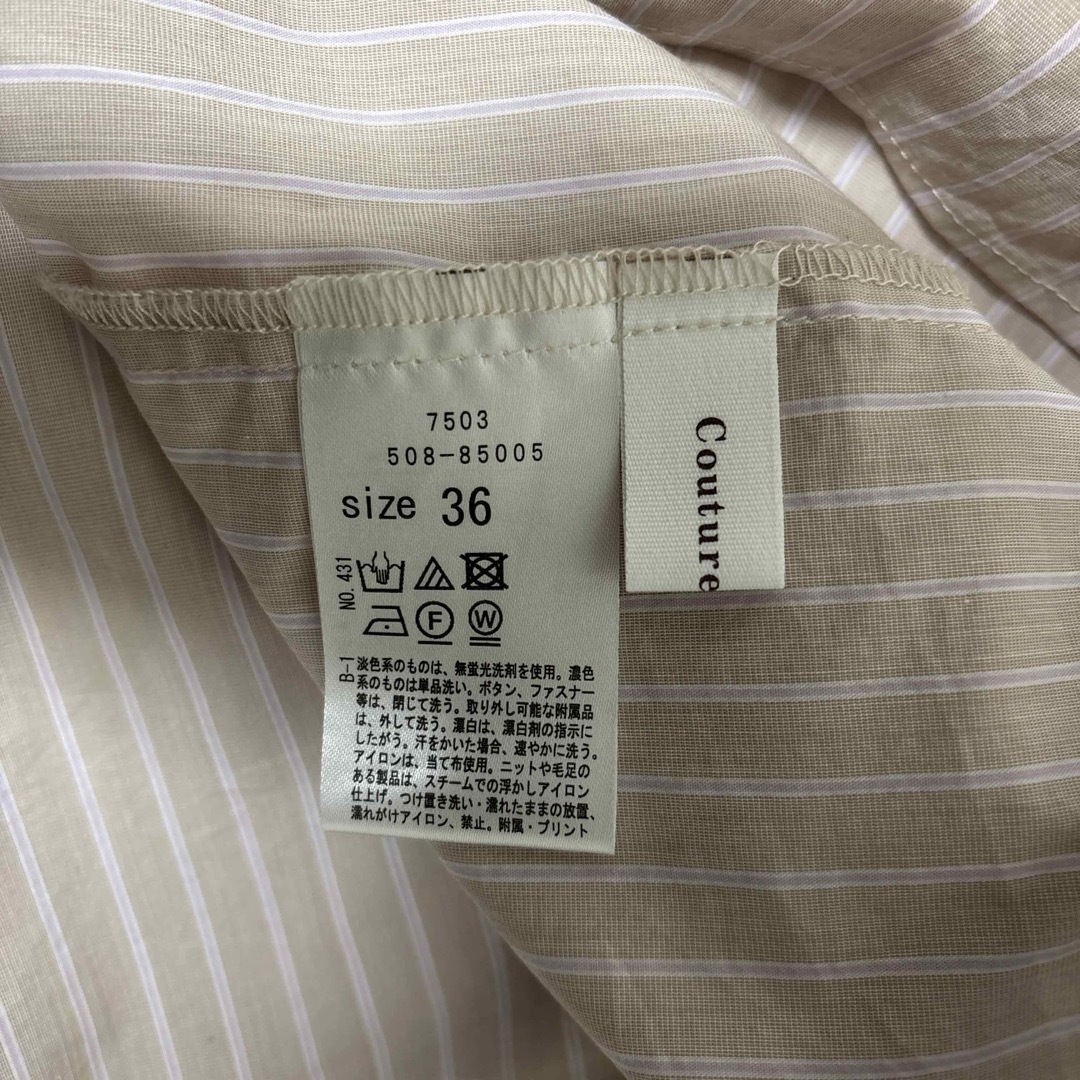 7503
508-85005
size 36
NO. 431
F
W
B-1
淡色系のものは、無蛍光洗剤を使用。濃色
系のものは単品洗い。ボタン、ファスナー
等は、閉じて洗う。取り外し可能な附属品
は、外して洗う。漂白は、漂白剤の指示に
したがう。汗をかいた場合、速やかに洗う。
アイロンは、当て布使用。ニットや毛足の
ある製品は、スチームでの浮かしアイロン
仕上げ。つけ置き洗い・濡れたままの放置、
濡れがけアイロン、禁止。附属・プリント
Couture